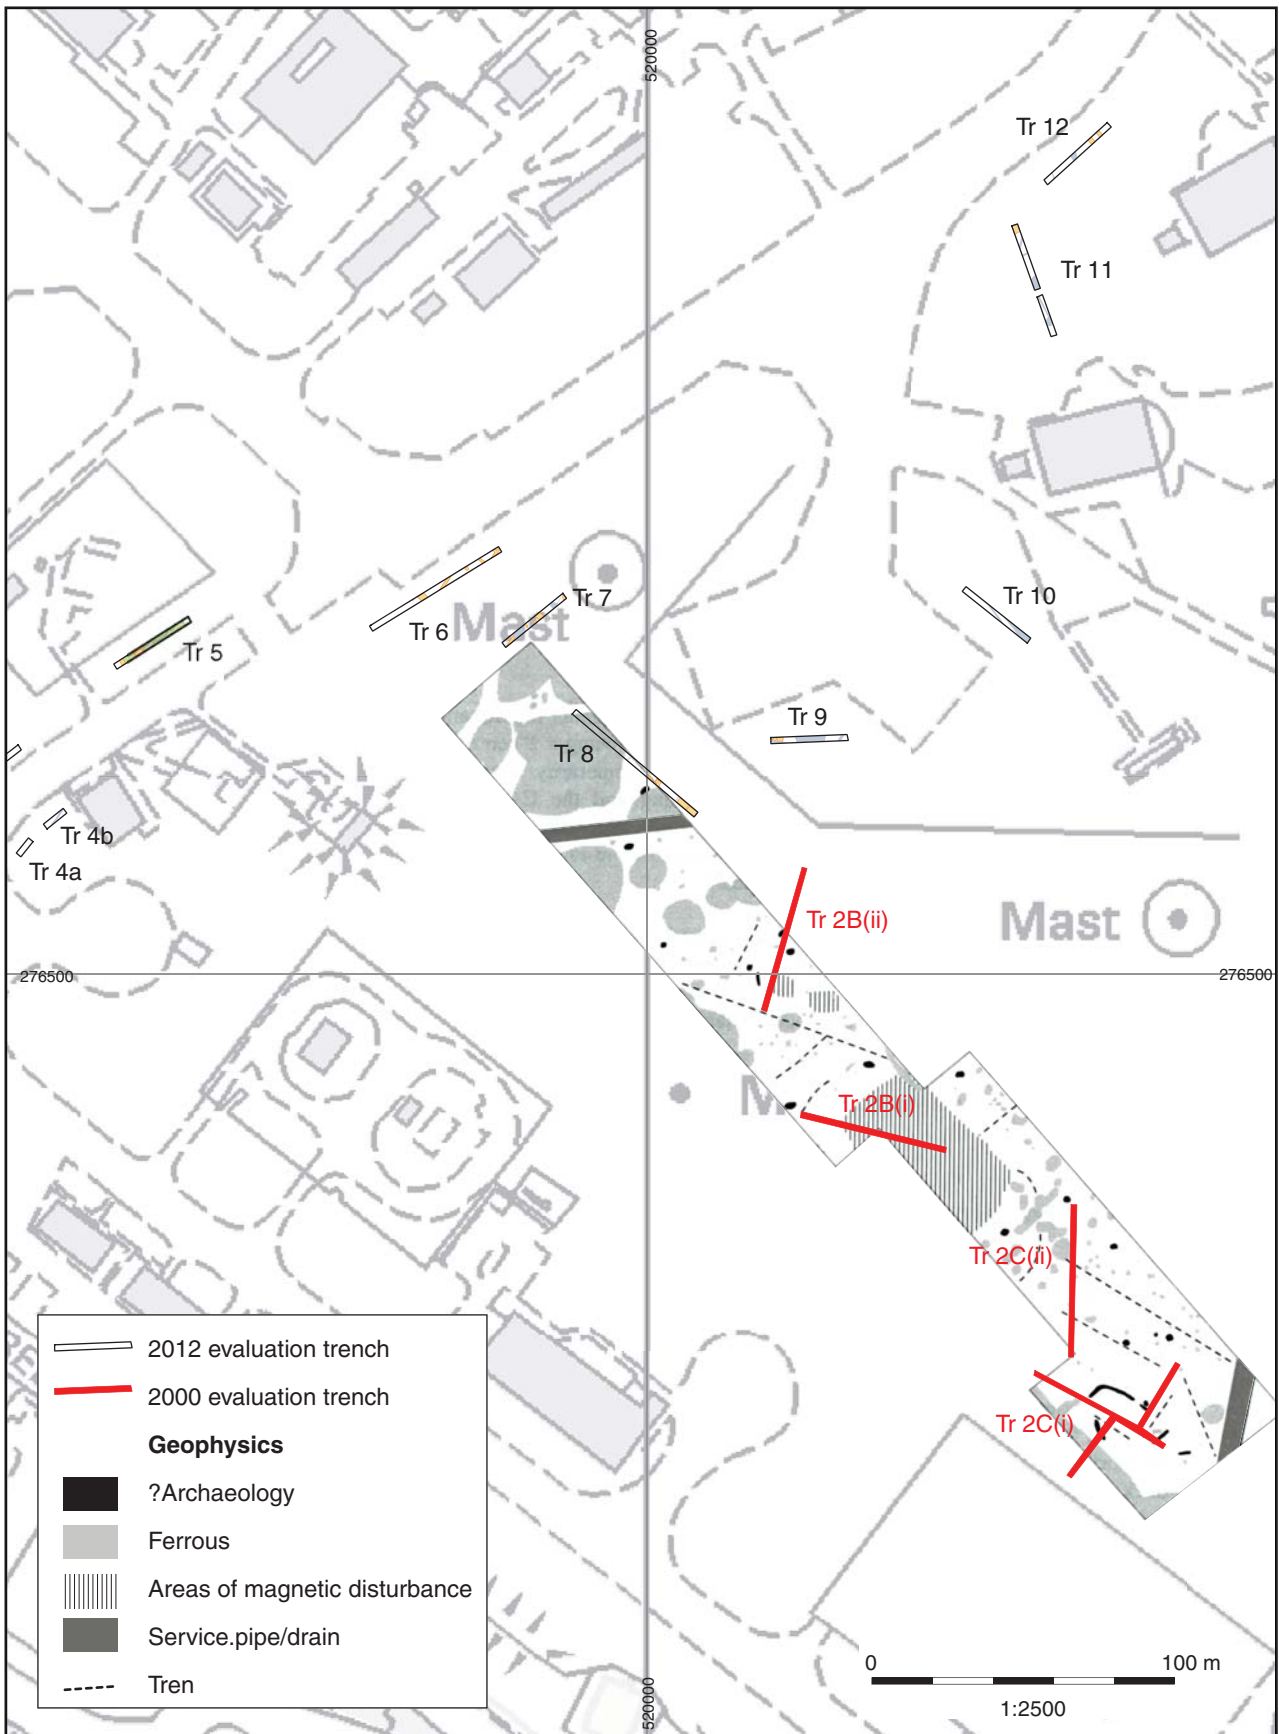 520000
Tr 12
Tr 11
Tr 10
Tr 7
Tr 6
Mast
Tr 5
Tr 9
Tr 8
Tr 4b
Tr 4a
Tr 2B(ii)
Mast
276500
276500
M
Tr 2B(i)
Tr 2C(ii)
Tr 2C(i)
2012 evaluation trench
2000 evaluation trench
Geophysics
?Archaeology
Ferrous
Areas of magnetic disturbance
Service.pipe/drain
Tren
0 100 m
1:2500
520000